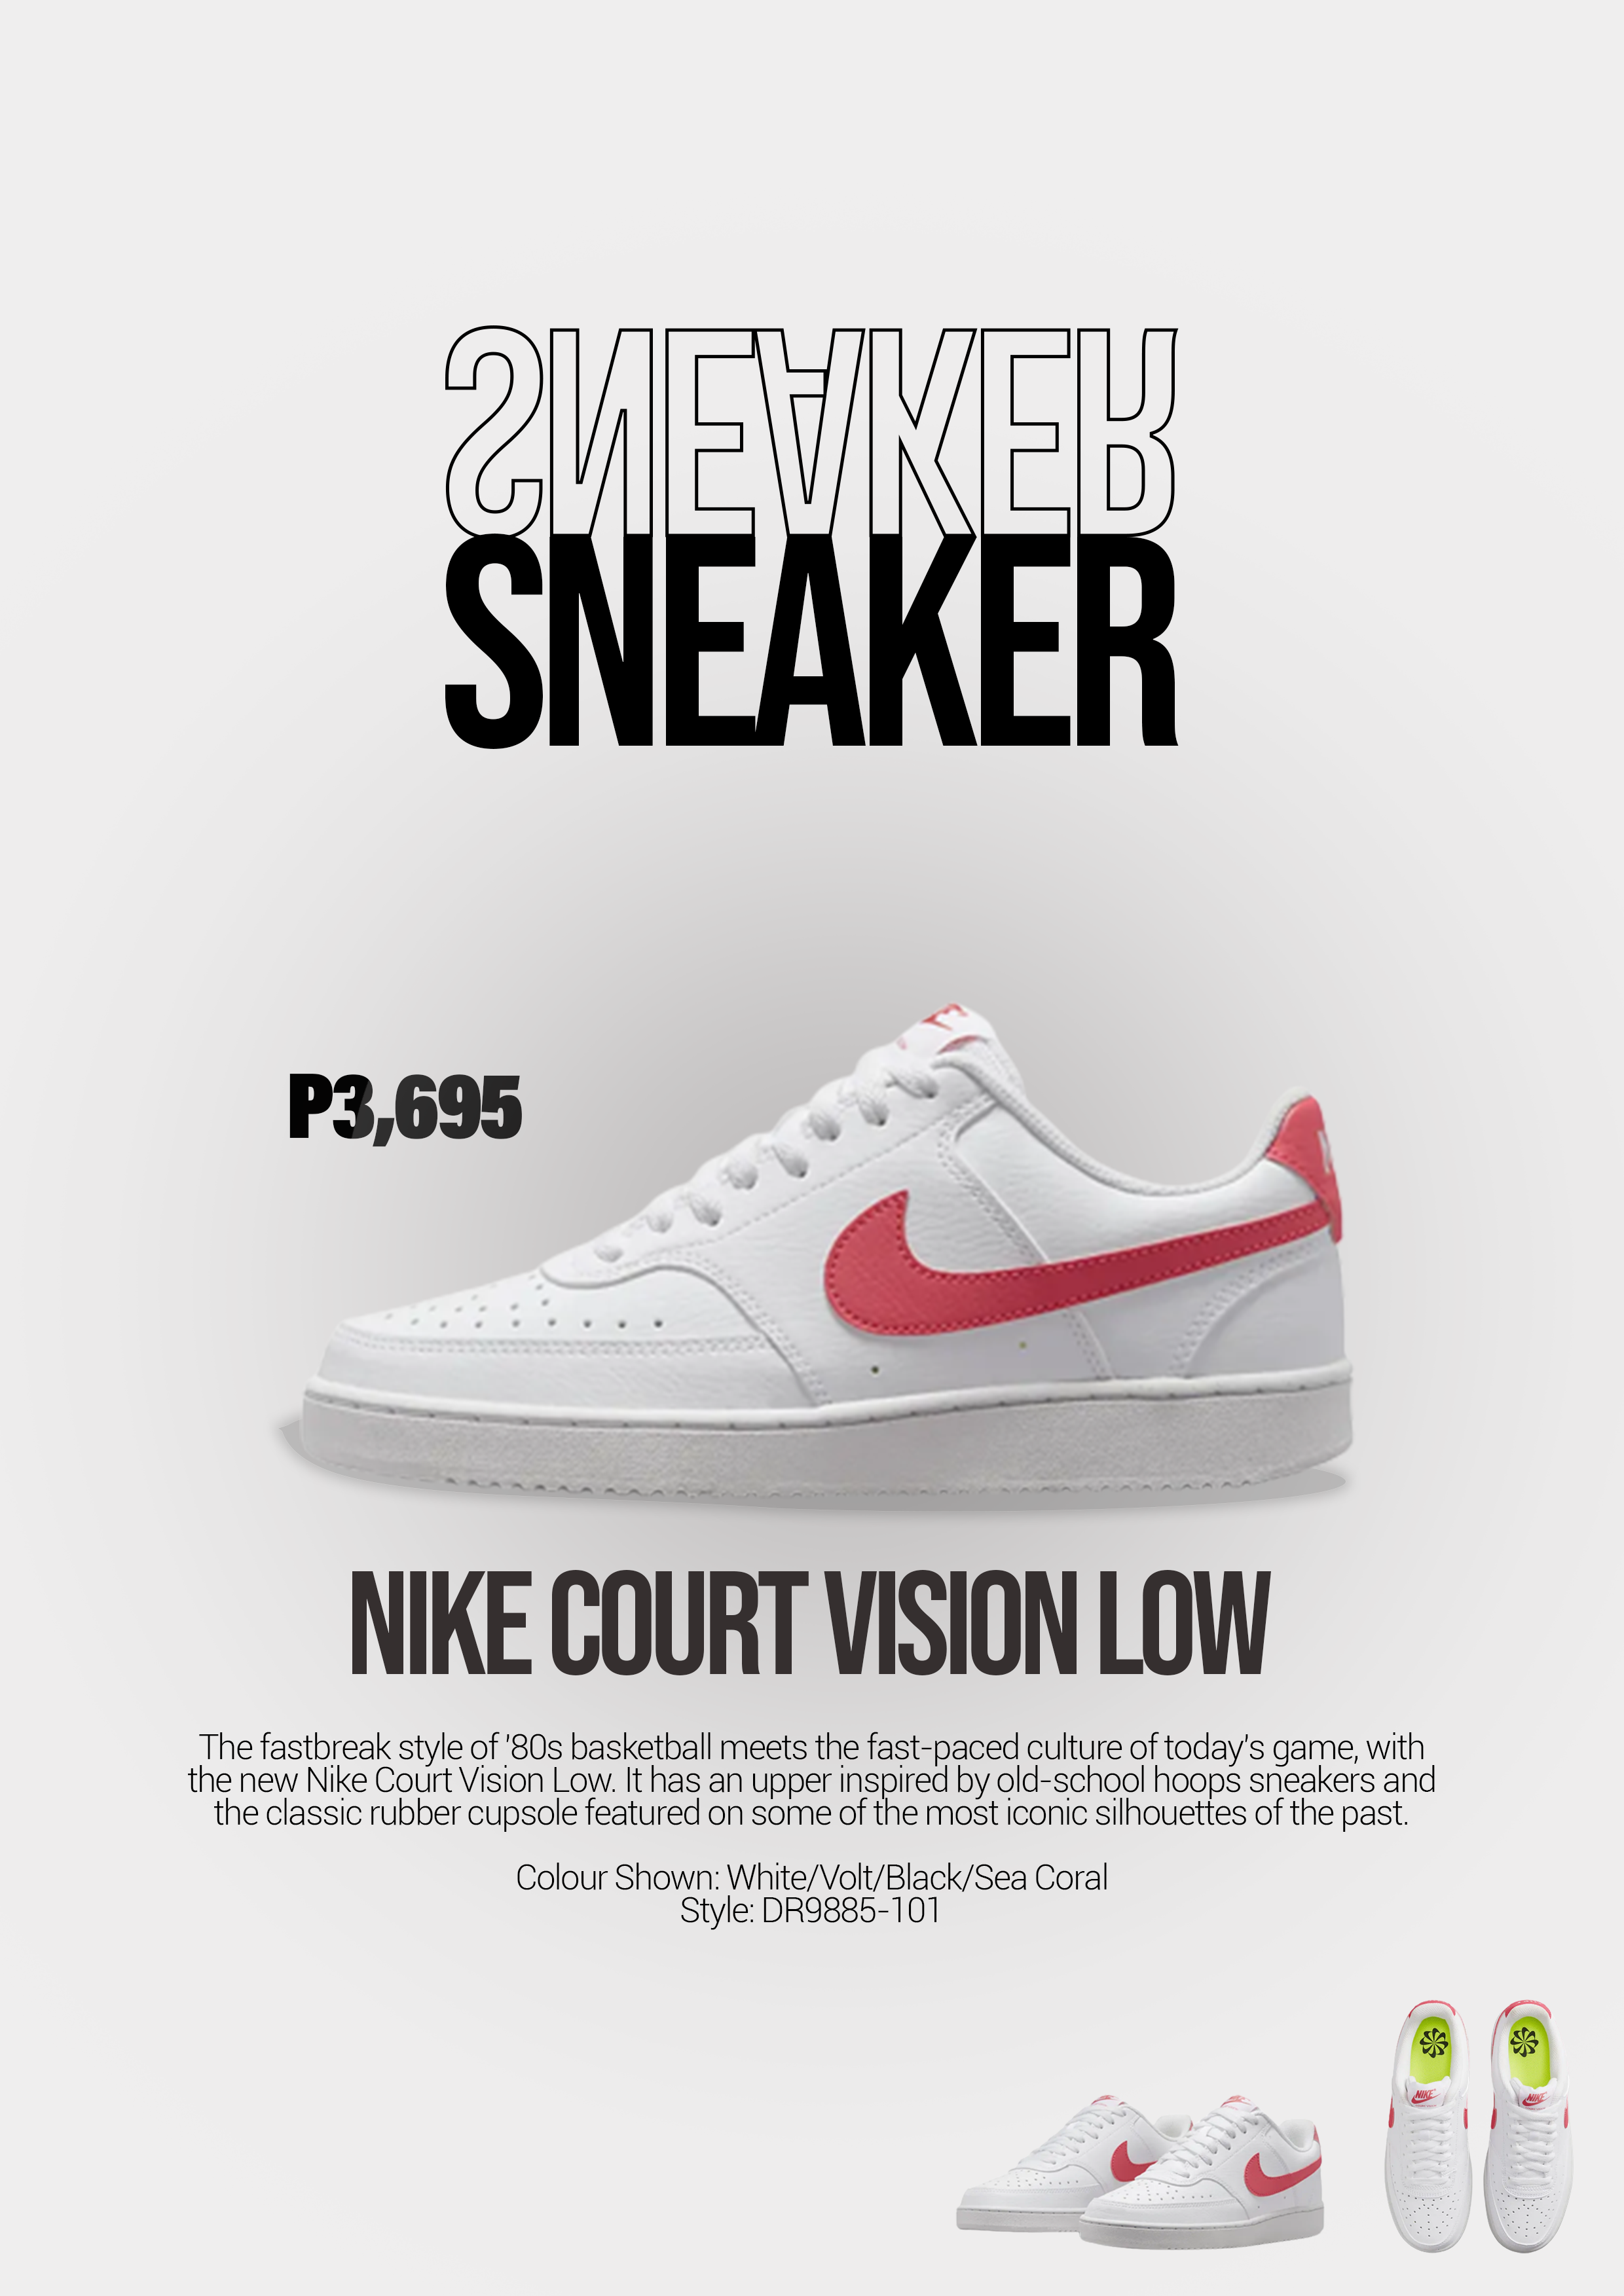 SNEAKER
SNEAKER
P3,695
NIKE COURT VISION LOW
The fastbreak style of '80s basketball meets the fast-paced culture of today's game, with
the new Nike Court Vision Low. It has an upper inspired by old-school hoops sneakers and
the classic rubber cupsole featured on some of the most iconic silhouettes of the past.
Colour Shown: White/Volt/Black/Sea Coral
Style: DR9885-101
NIKE
NIKE